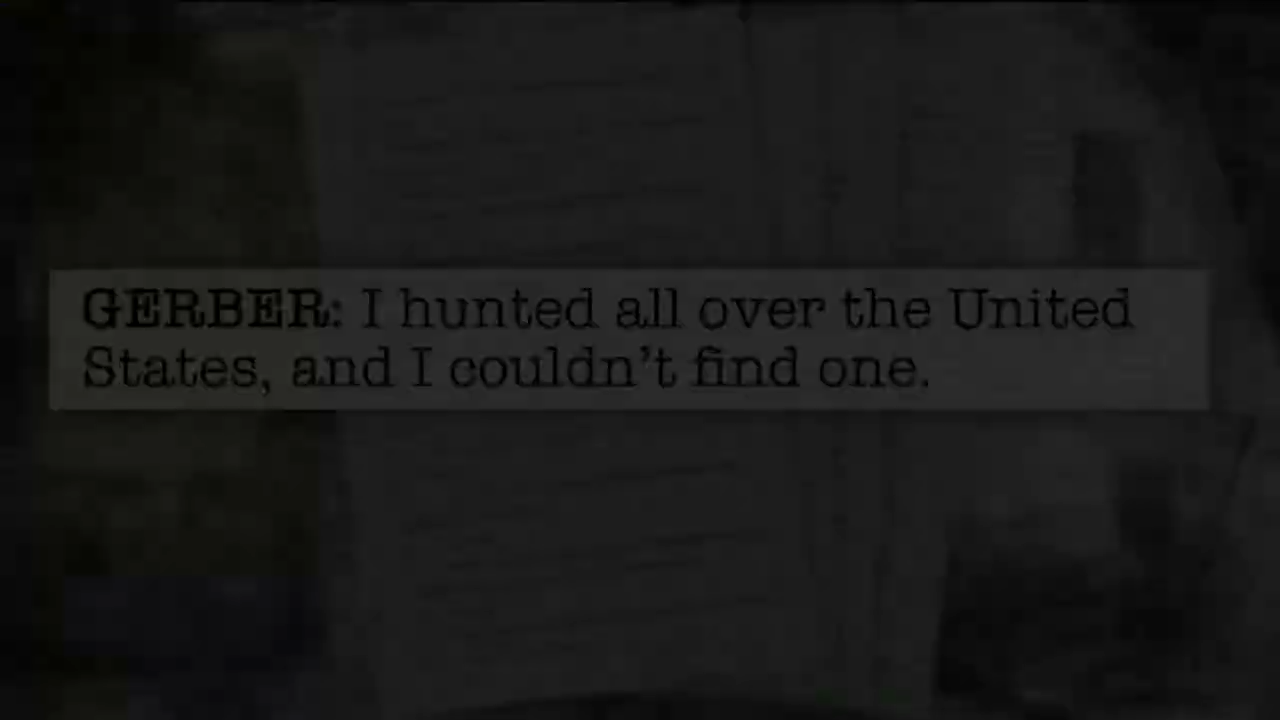 GERBER: I hunted all over the United
States, and I couldn't find one.